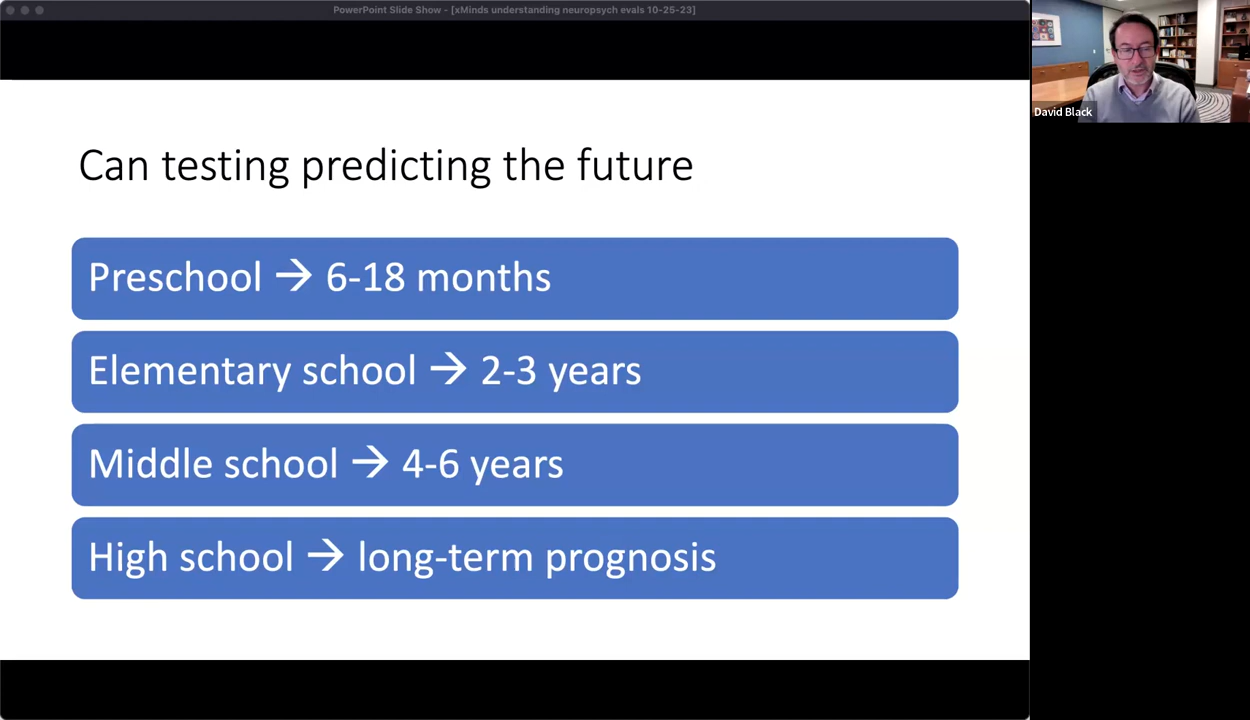 PowerPoint Slide Show - [xMinds understanding neuropsych evals 10-25-23]
David Black
Can testing predicting the future
Preschool → 6-18 months
Elementary school → 2-3 years
Middle school → 4-6 years
High school → long-term prognosis